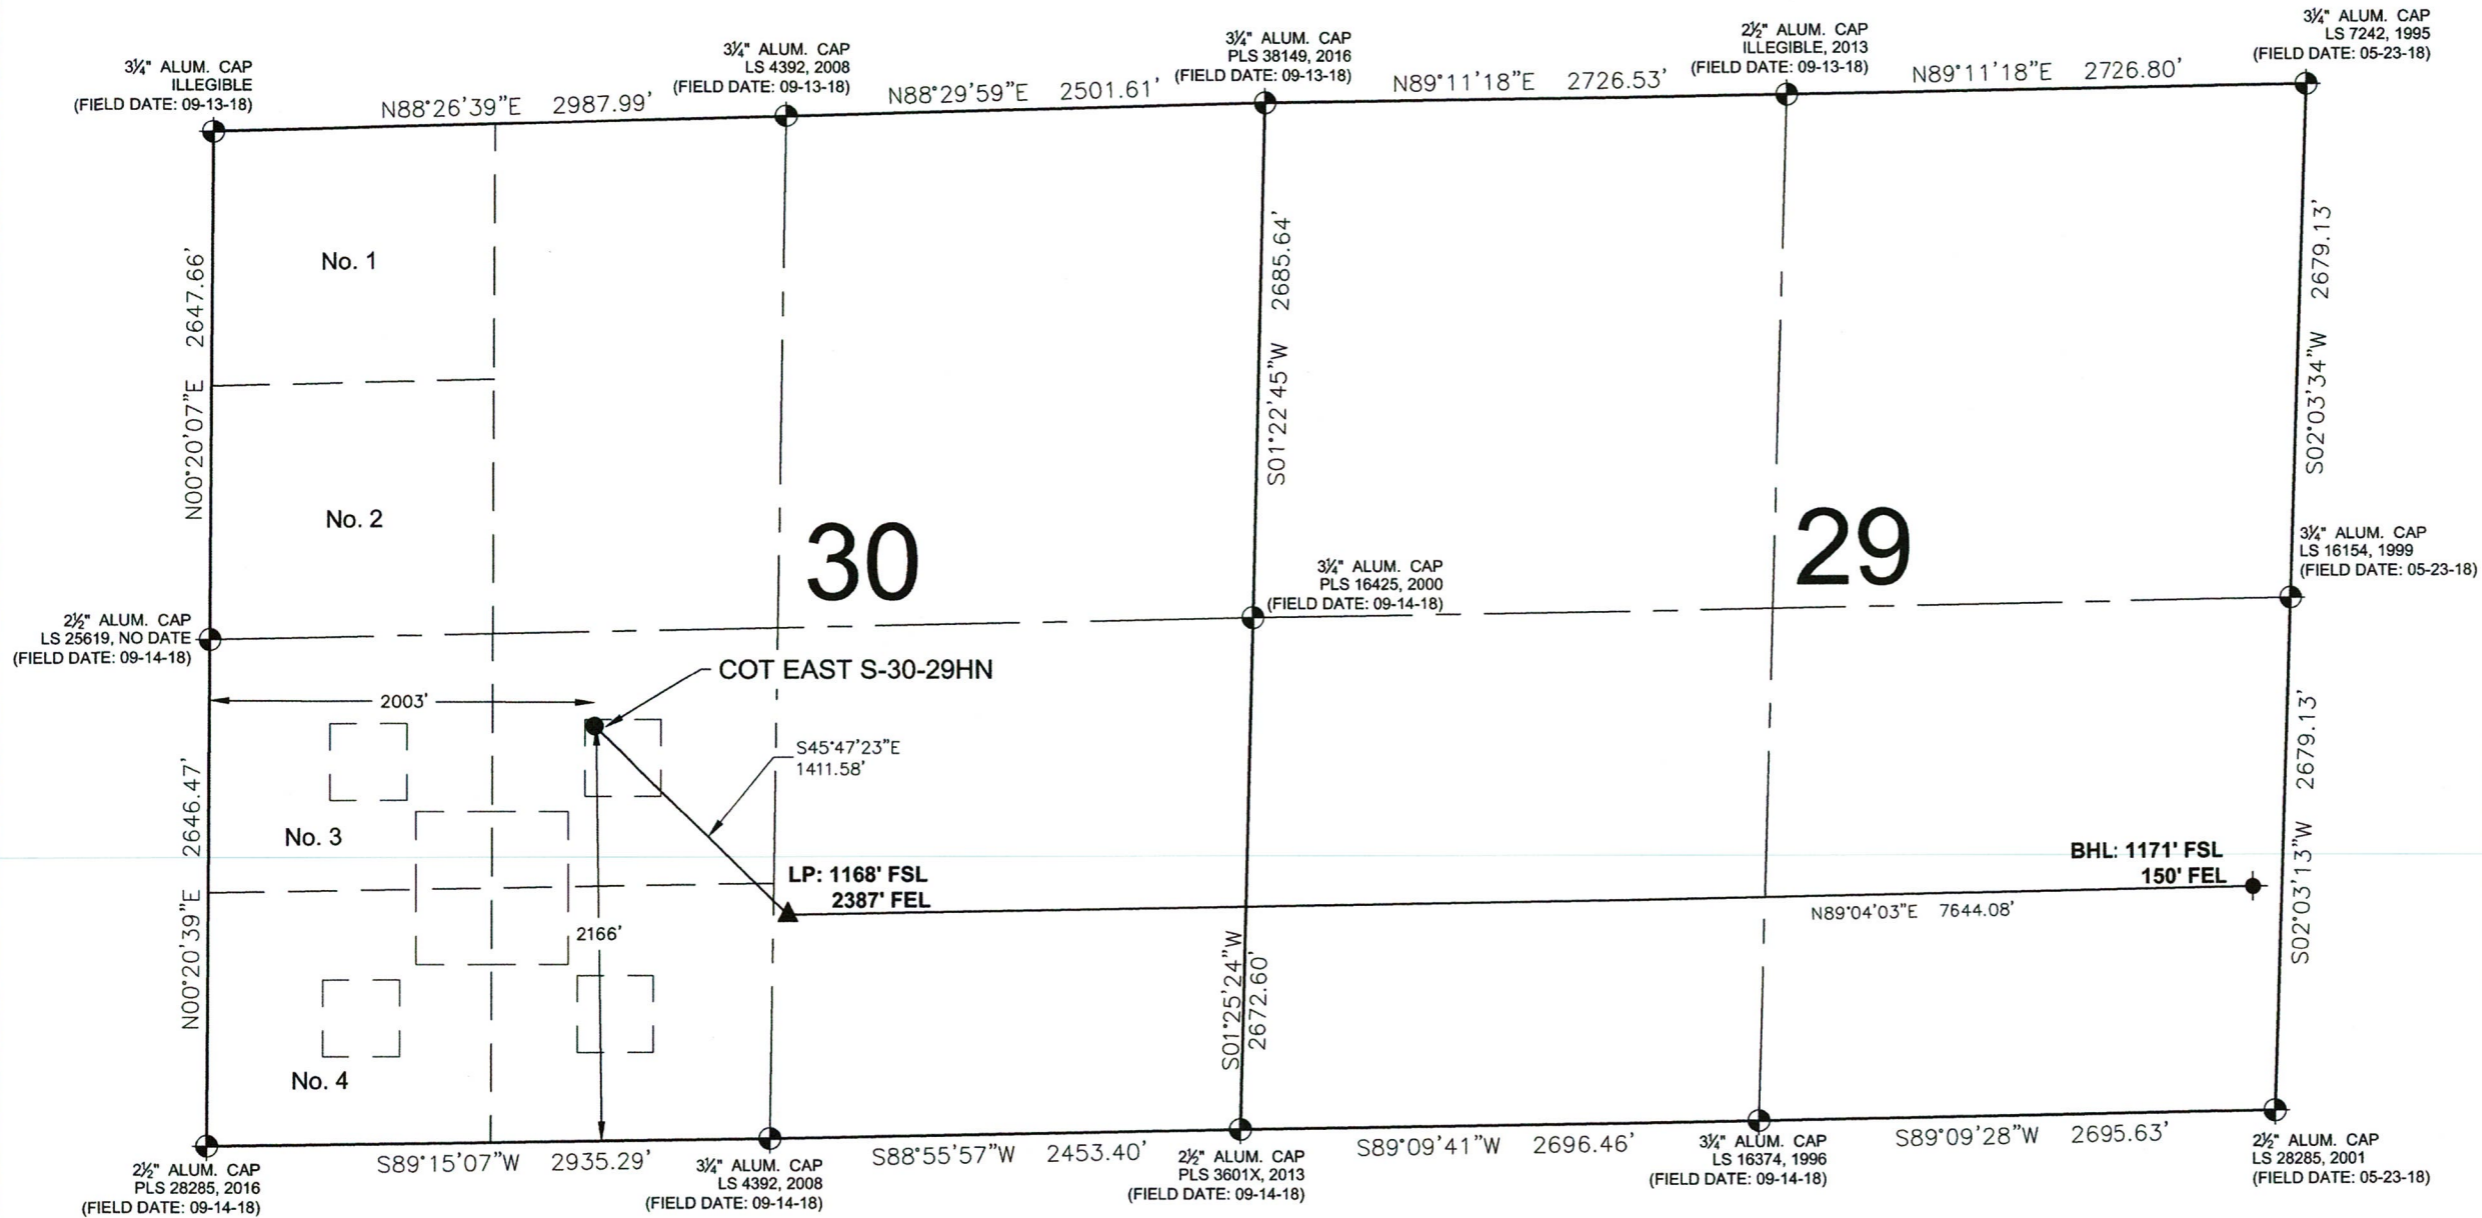 3¼" ALUM. CAP
ILLEGIBLE
(FIELD DATE: 09-13-18)
N88°26'39"E 2987.99'
3¼" ALUM. CAP
LS 4392, 2008
(FIELD DATE: 09-13-18)
N88°29'59"E 2501.61'
3¼" ALUM. CAP
PLS 38149, 2016
(FIELD DATE: 09-13-18)
N89°11'18"E 2726.53'
2½" ALUM. CAP
ILLEGIBLE, 2013
(FIELD DATE: 09-13-18)
N89°11'18"E 2726.80'
3¼" ALUM. CAP
LS 7242, 1995
(FIELD DATE: 05-23-18)
N00°20'07"E 2647.66'
No. 1
No. 2
30
S01°22'45"W 2685.64'
29
S02°03'34"W 2679.13'
3¼" ALUM. CAP
LS 16154, 1999
(FIELD DATE: 05-23-18)
3¼" ALUM. CAP
PLS 16425, 2000
(FIELD DATE: 09-14-18)
2½" ALUM. CAP
LS 25619, NO DATE
(FIELD DATE: 09-14-18)
COT EAST S-30-29HN
2003'
S45°47'23"E
1411.58'
N00°20'39"E 2646.47'
No. 3
LP: 1168' FSL
2387' FEL
BHL: 1171' FSL
150' FEL
N89°04'03"E 7644.08'
2166'
S01°25'24"W
2672.60'
S02°03'13"W 2679.13'
No. 4
2½" ALUM. CAP
PLS 28285, 2016
(FIELD DATE: 09-14-18)
S89°15'07"W 2935.29'
3¼" ALUM. CAP
LS 4392, 2008
(FIELD DATE: 09-14-18)
S88°55'57"W 2453.40'
2½" ALUM. CAP
PLS 3601X, 2013
(FIELD DATE: 09-14-18)
S89°09'41"W 2696.46'
3¼" ALUM. CAP
LS 16374, 1996
(FIELD DATE: 09-14-18)
S89°09'28"W 2695.63'
2½" ALUM. CAP
LS 28285, 2001
(FIELD DATE: 05-23-18)